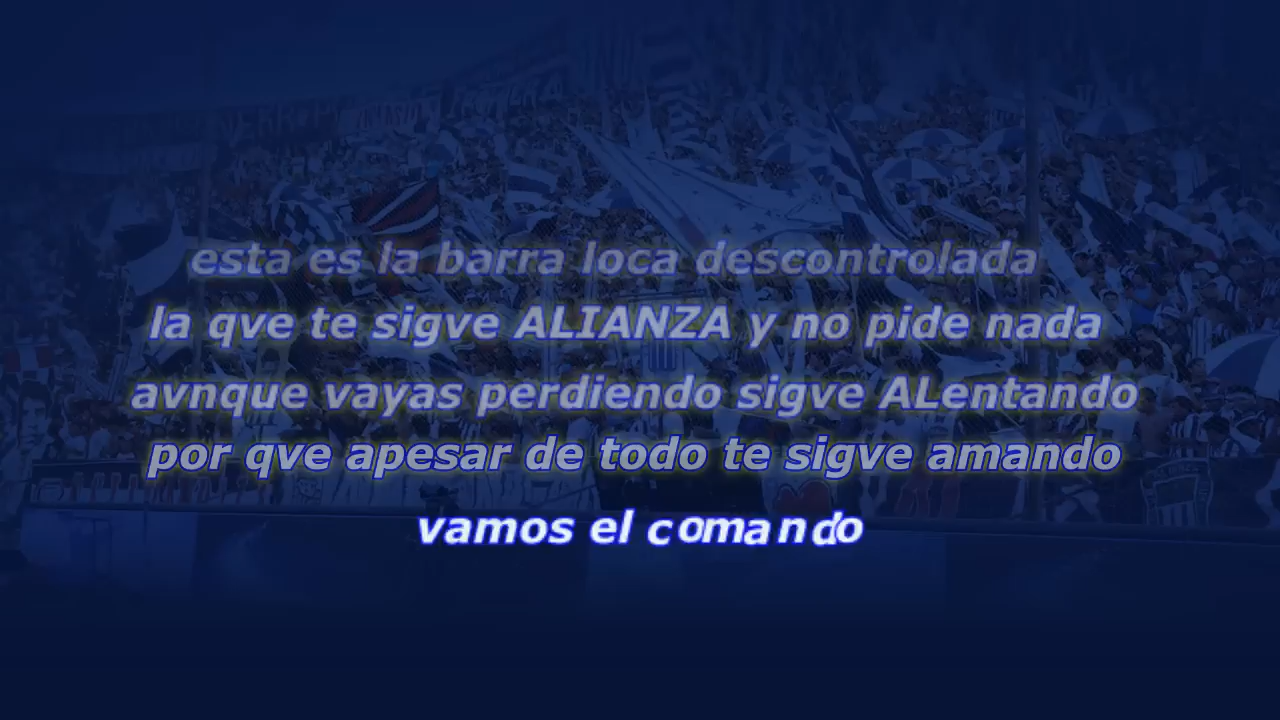 esta es la barra loca descontrolada
la qve te sigve ALIANZA y no pide nada
avnque vayas perdiendo sigve ALentando
por qve apesar de todo te sigve amando
vamos el comando